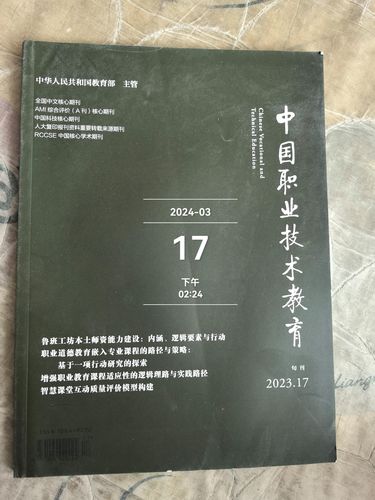 中华人民共和国教育部 主管
全国中文核心期刊
AMI 综合评价（A 刊）核心期刊
中国科技核心期刊
人大复印报刊资料重要转载来源期刊
RCCSE 中国核心学术期刊
中国职业技术教育
Chinese Vocational and
Technical Education
2024-03
17
下午
02:24
鲁班工坊本土师资能力建设：内涵、逻辑要素与行动
职业道德教育嵌入专业课程的路径与策略：
基于一项行动研究的探索
增强职业教育课程适应性的逻辑理路与实践路径
智慧课堂互动质量评价模型构建
旬刊
2023.17